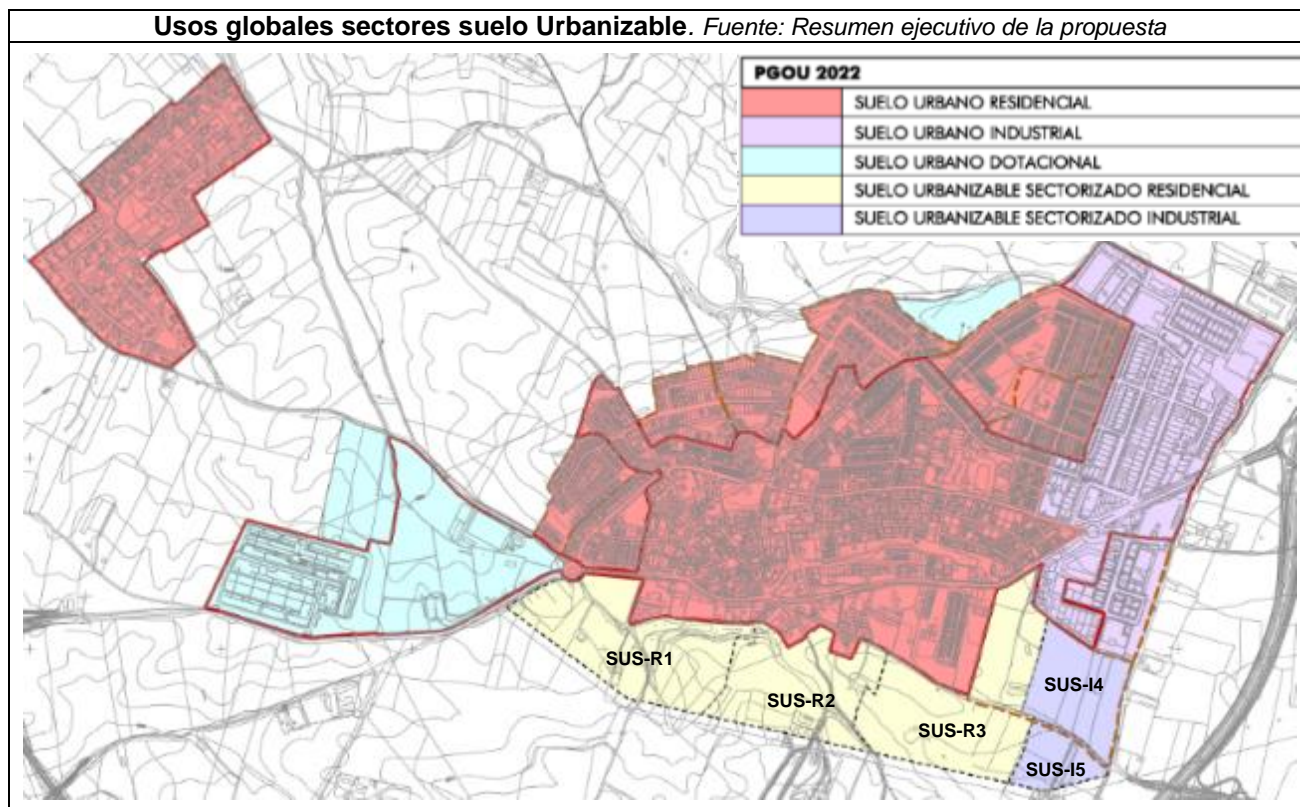 Usos globales sectores suelo Urbanizable. Fuente: Resumen ejecutivo de la propuesta
PGOU 2022
SUELO URBANO RESIDENCIAL
SUELO URBANO INDUSTRIAL
SUELO URBANO DOTACIONAL
SUELO URBANIZABLE SECTORIZADO RESIDENCIAL
SUELO URBANIZABLE SECTORIZADO INDUSTRIAL
SUS-R1
SUS-R2
SUS-R3
SUS-I4
SUS-I5